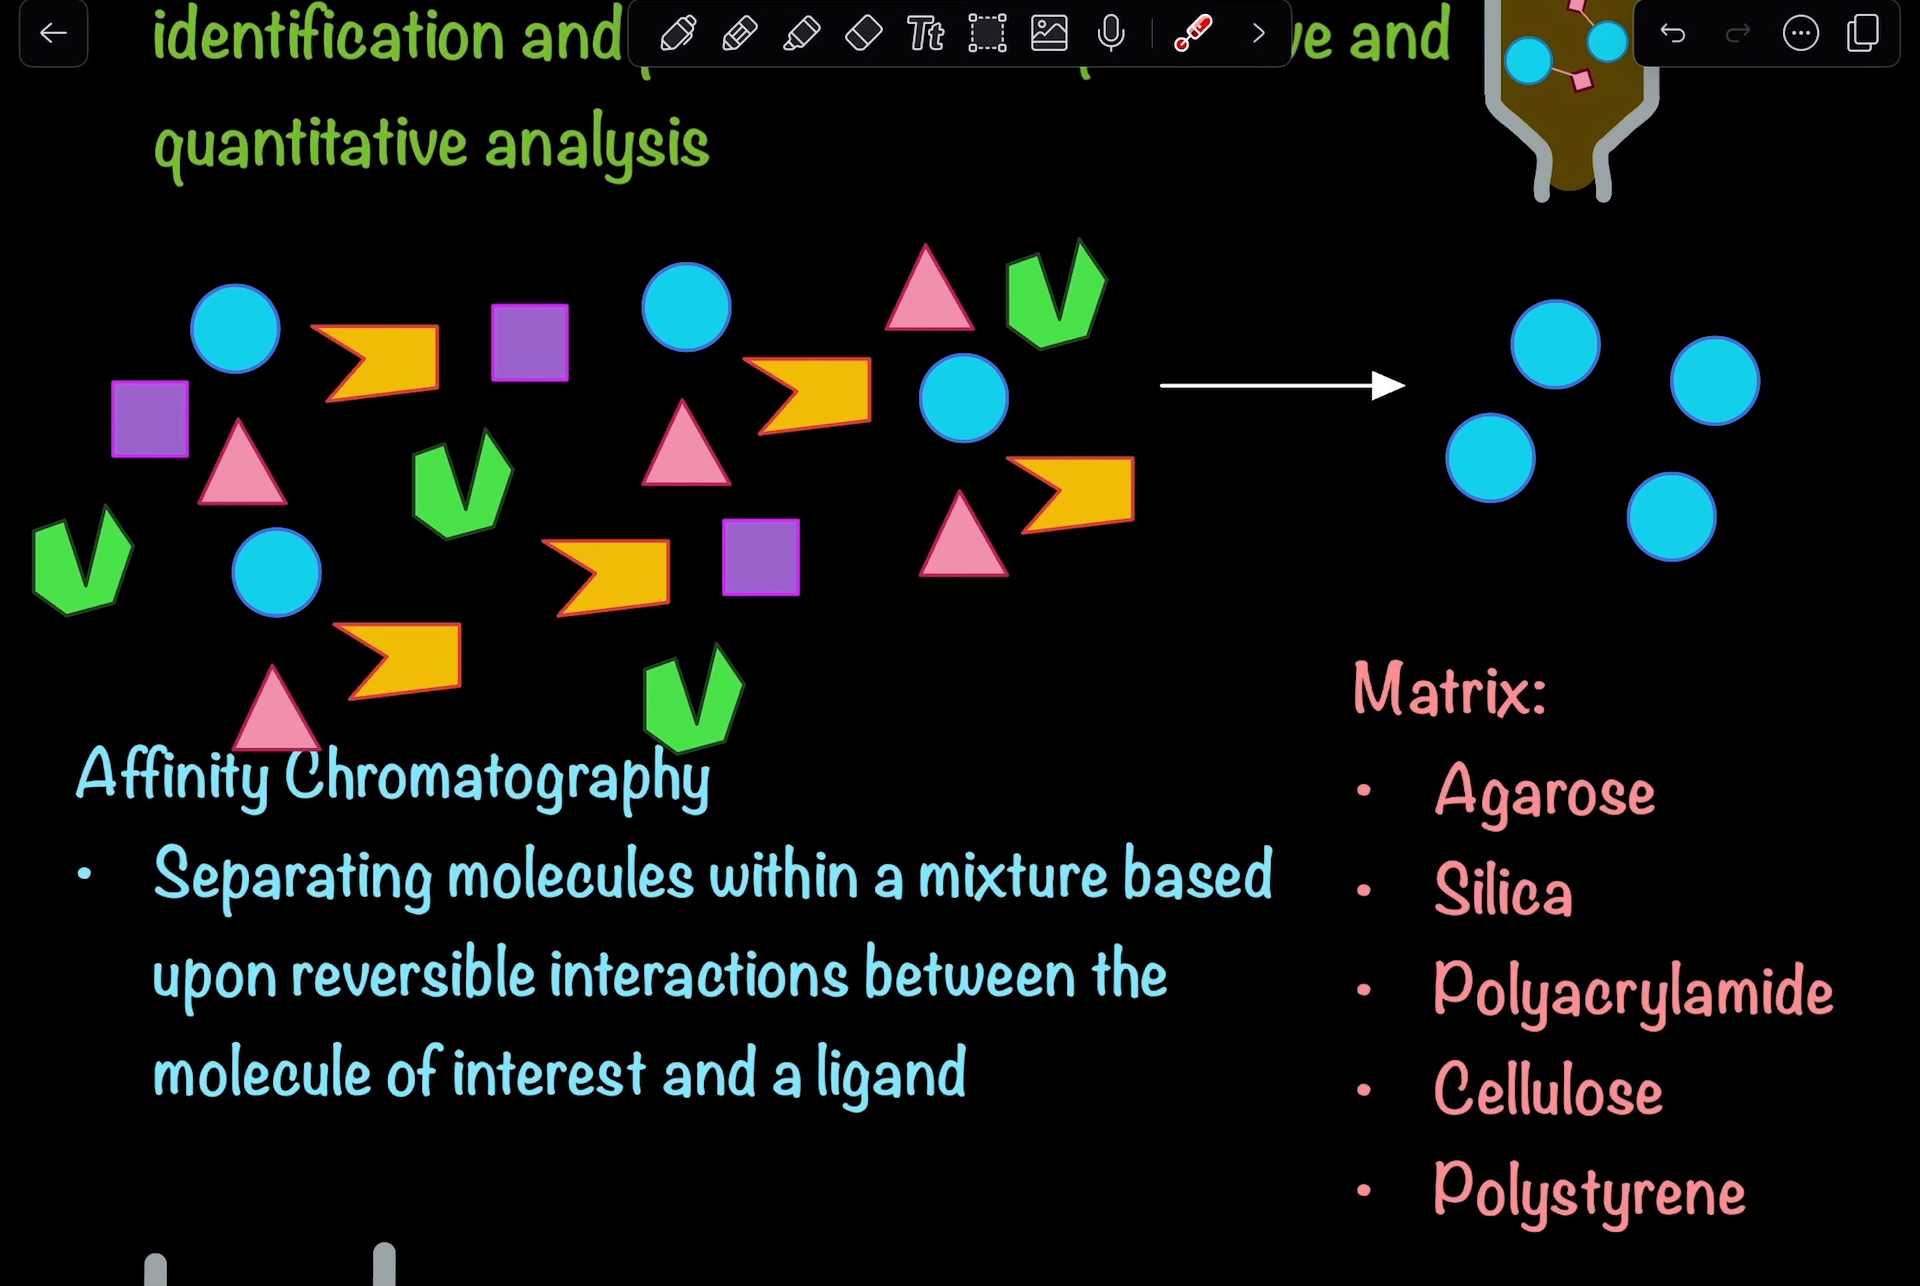 identification and ve and
quantitative analysis
Tt
Affinity Chromatography
• Separating molecules within a mixture based
upon reversible interactions between the
molecule of interest and a ligand
Matrix:
• Agarose
• Silica
• Polyacrylamide
• Cellulose
• Polystyrene